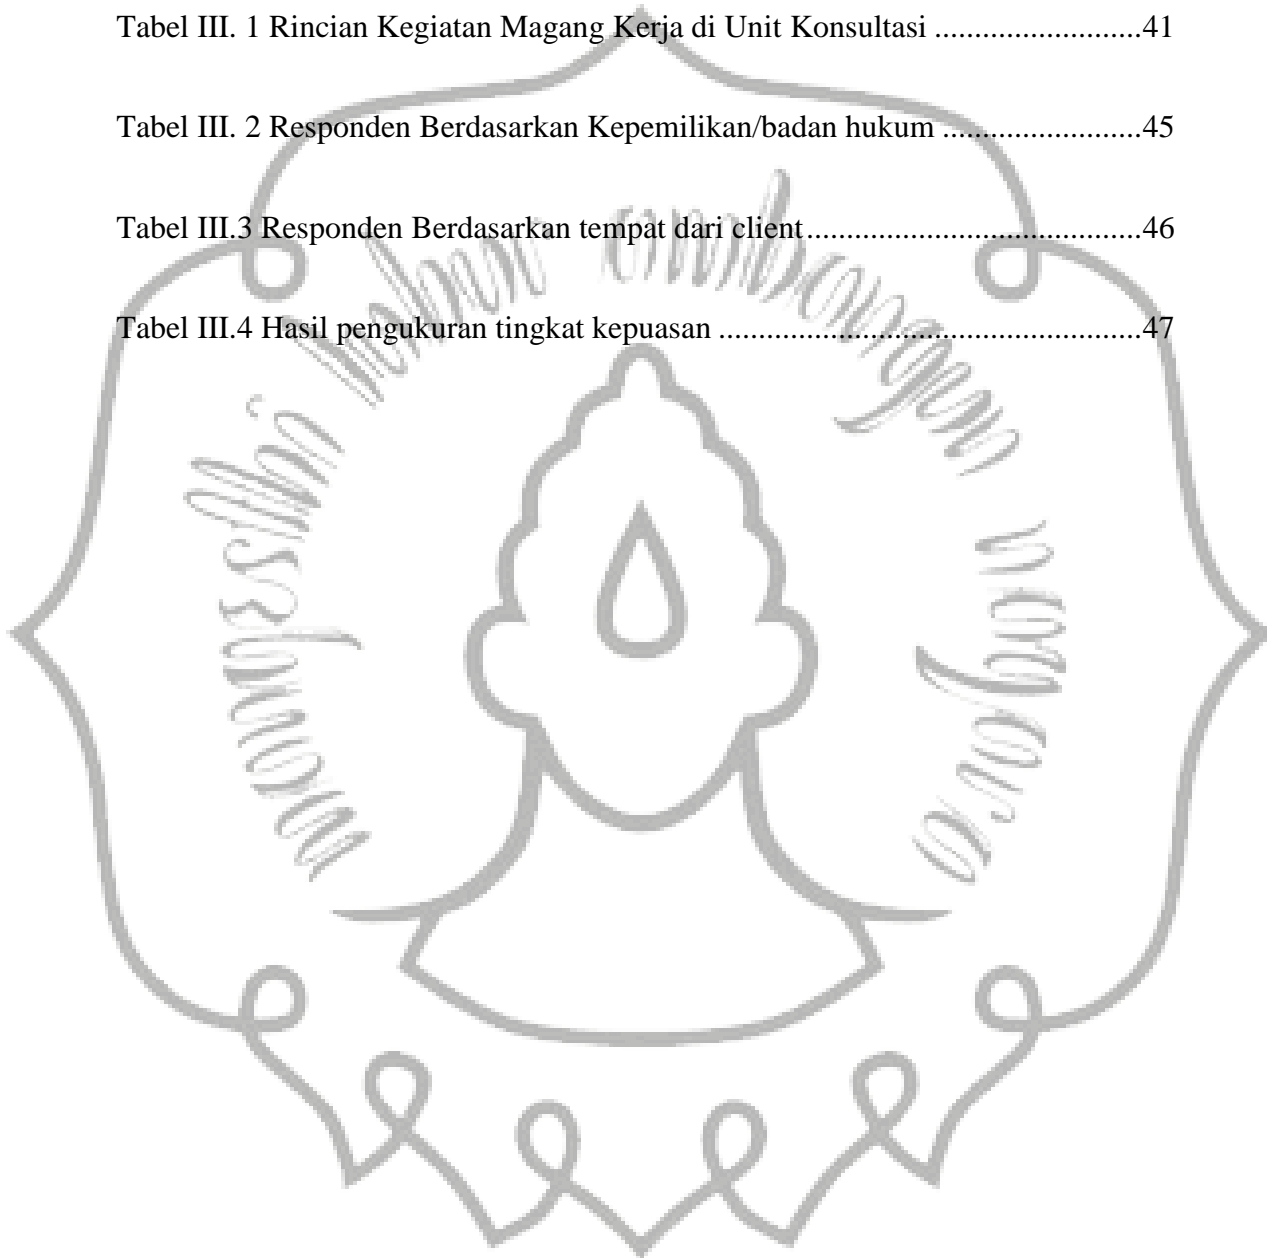 Tabel III. 1 Rincian Kegiatan Magang Kerja di Unit Konsultasi ..........................41
Tabel III. 2 Responden Berdasarkan Kepemilikan/badan hukum .........................45
Tabel III.3 Responden Berdasarkan tempat dari client..........................................46
Tabel III.4 Hasil pengukuran tingkat kepuasan .....................................................47